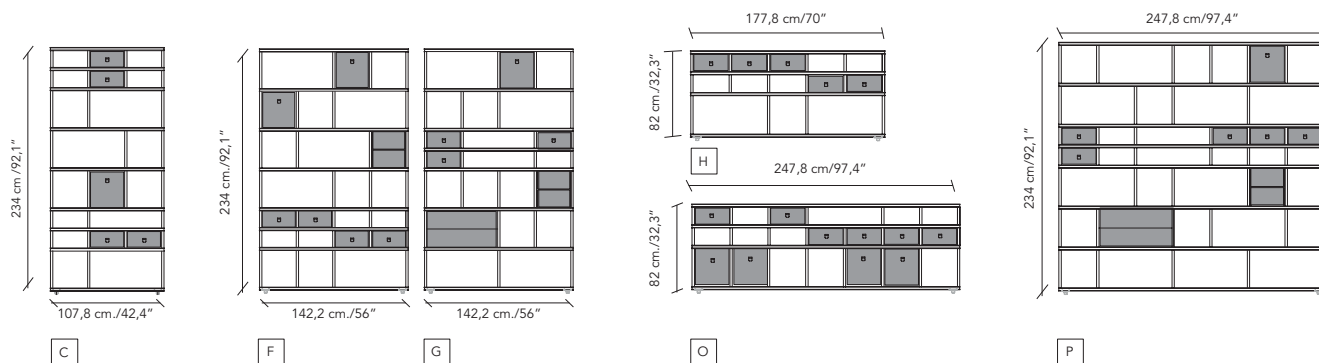 234 cm /92,1”
107,8 cm./42,4”
C
234 cm./92,1”
142,2 cm./56”
F
142,2 cm./56”
G
177,8 cm/70”
82 cm./32,3”
H
247,8 cm/97,4”
82 cm./32,3”
O
247,8 cm/97,4”
234 cm./92,1”
P